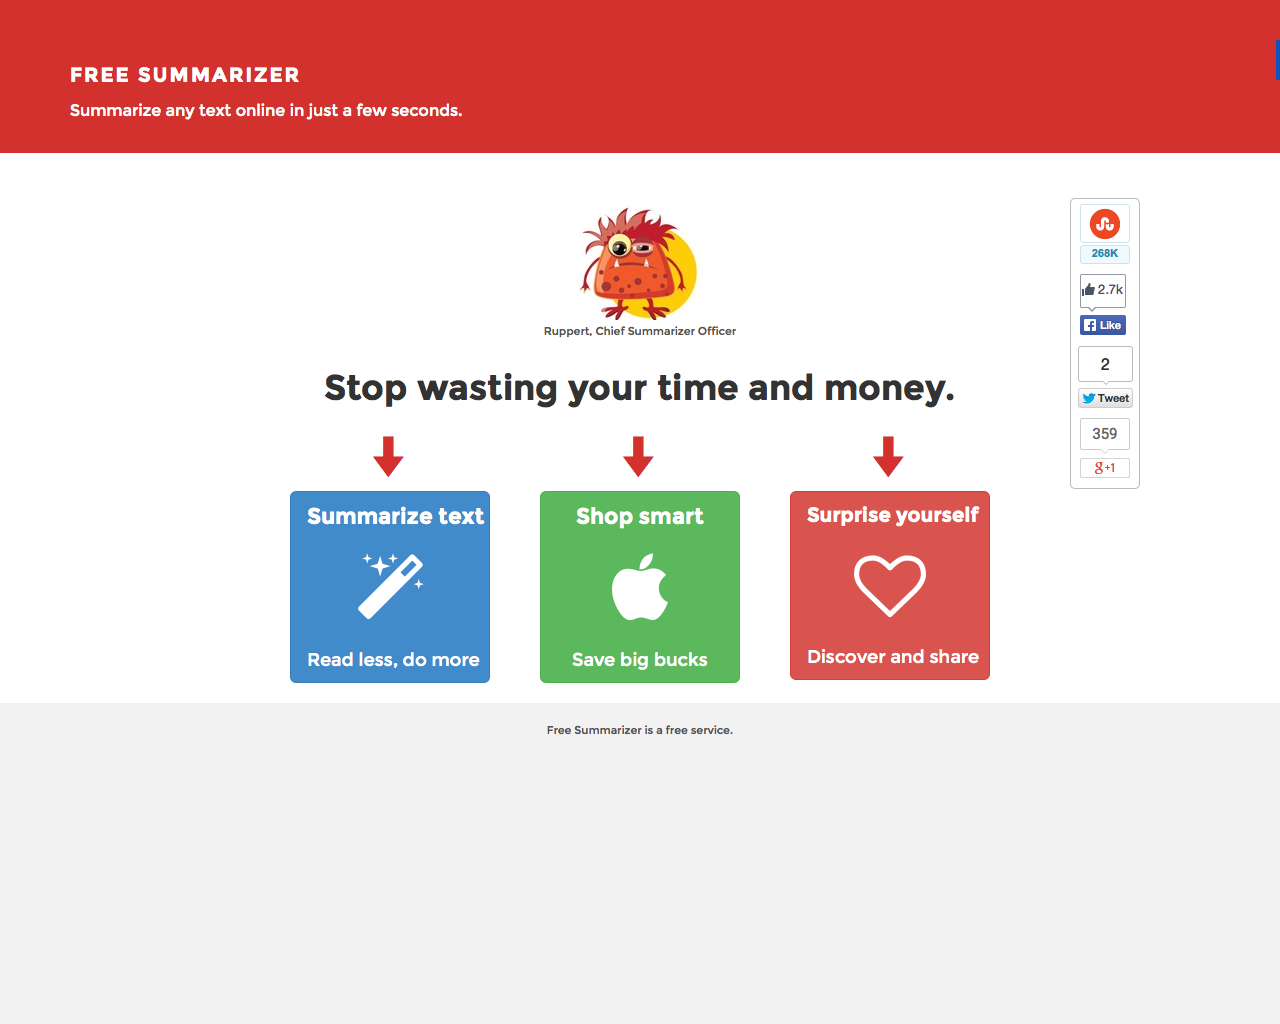 FREE SUMMARIZER
Summarize any text online in just a few seconds.
268K
2.7k
Like
2
Tweet
359
g+1
Ruppert, Chief Summarizer Officer
Stop wasting your time and money.
Summarize text
Read less, do more
Shop smart
Save big bucks
Surprise yourself
Discover and share
Free Summarizer is a free service.